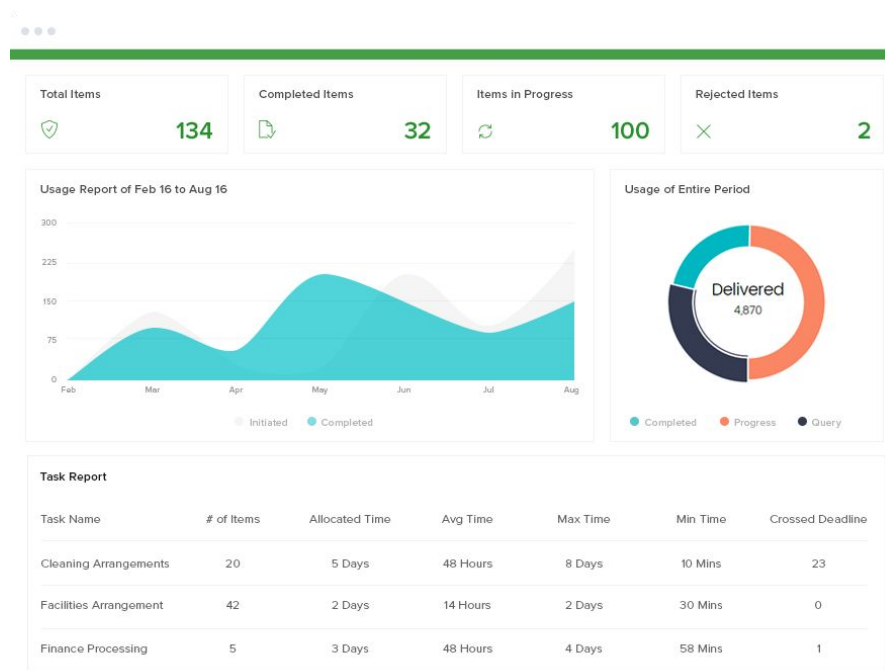 Total Items
134
Completed Items
32
Items in Progress
100
Rejected Items
2
Usage Report of Feb 16 to Aug 16
300
225
150
75
0
Feb Mar Apr May Jun Jul Aug
Initiated Completed
Usage of Entire Period
Delivered
4,870
Completed Progress Query
Task Report
Task Name # of Items Allocated Time Avg Time Max Time Min Time Crossed Deadline
Cleaning Arrangements 20 5 Days 48 Hours 8 Days 10 Mins 23
Facilities Arrangement 42 2 Days 14 Hours 2 Days 30 Mins 0
Finance Processing 5 3 Days 48 Hours 4 Days 58 Mins 1